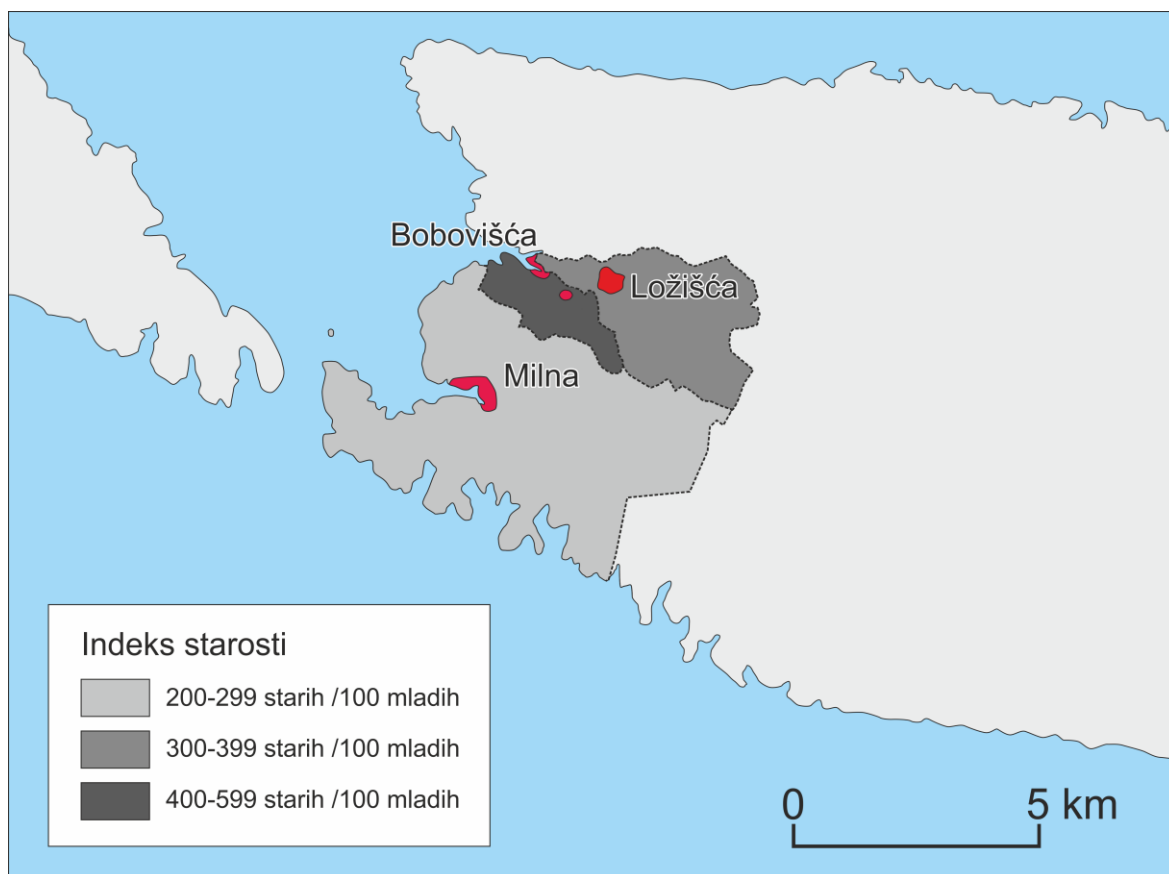 Bobovišća
Ložišća
Milna
Indeks starosti
200-299 starih /100 mladih
300-399 starih /100 mladih
400-599 starih /100 mladih
0 5 km